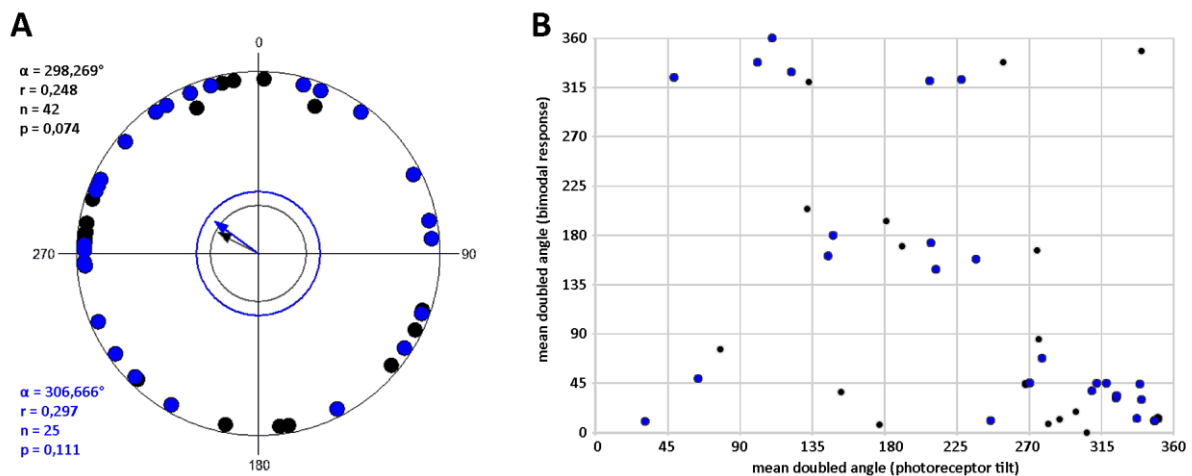 A
0
α = 298,269°
r = 0,248
n = 42
p = 0,074
270
90
α = 306,666°
r = 0,297
n = 25
p = 0,111
180
B
mean doubled angle (bimodal response)
360
315
270
225
180
135
90
45
0
0 45 90 135 180 225 270 315 360
mean doubled angle (photoreceptor tilt)